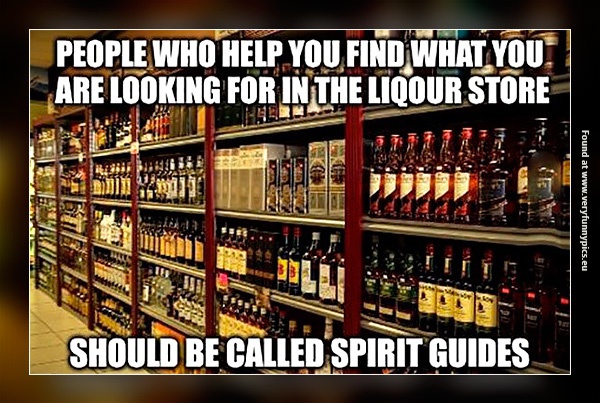 PEOPLE WHO HELP YOU FIND WHAT YOU
ARE LOOKING FOR IN THE LIQOUR STORE
SHOULD BE CALLED SPIRIT GUIDES
Found at www.veryfunnypics.eu